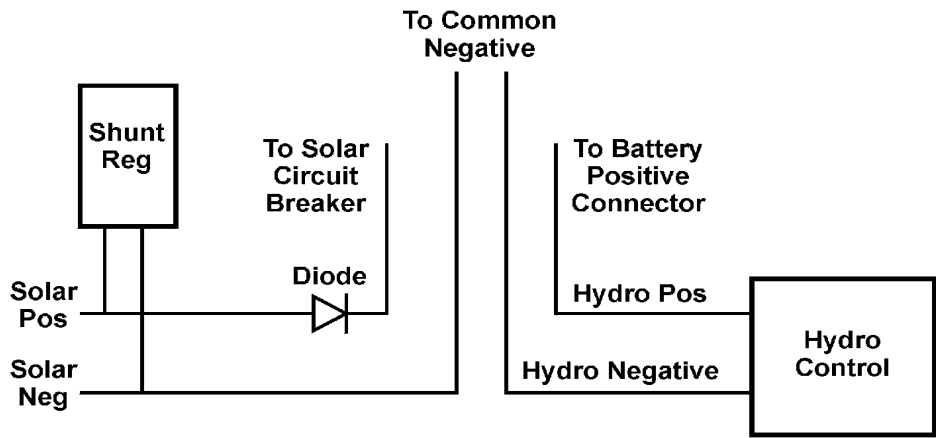 To Common
Negative
Shunt
Reg
To Solar
Circuit
Breaker
To Battery
Positive
Connector
Diode
Solar
Pos
Hydro Pos
Hydro
Control
Solar
Neg
Hydro Negative